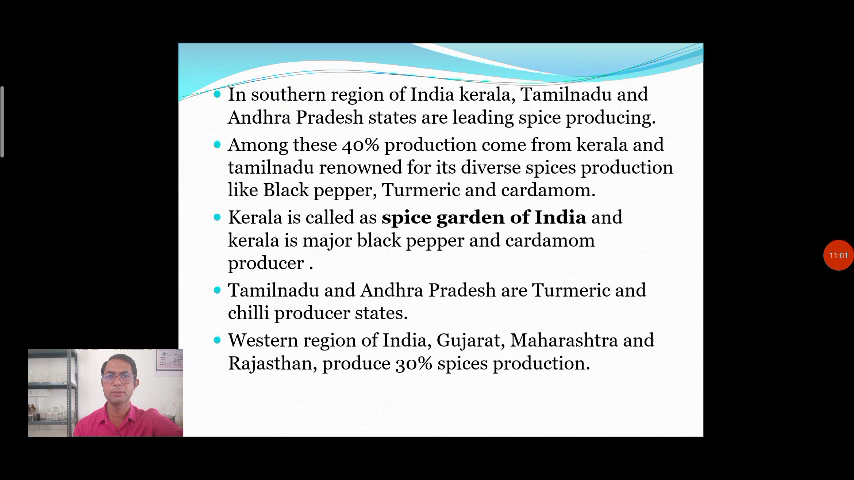 In southern region of India kerala, Tamilnadu and
Andhra Pradesh states are leading spice producing.
Among these 40% production come from kerala and
tamilnadu renowned for its diverse spices production
like Black pepper, Turmeric and cardamom.
Kerala is called as spice garden of India and
kerala is major black pepper and cardamom
producer .
Tamilnadu and Andhra Pradesh are Turmeric and
chilli producer states.
Western region of India, Gujarat, Maharashtra and
Rajasthan, produce 30% spices production.
11:01